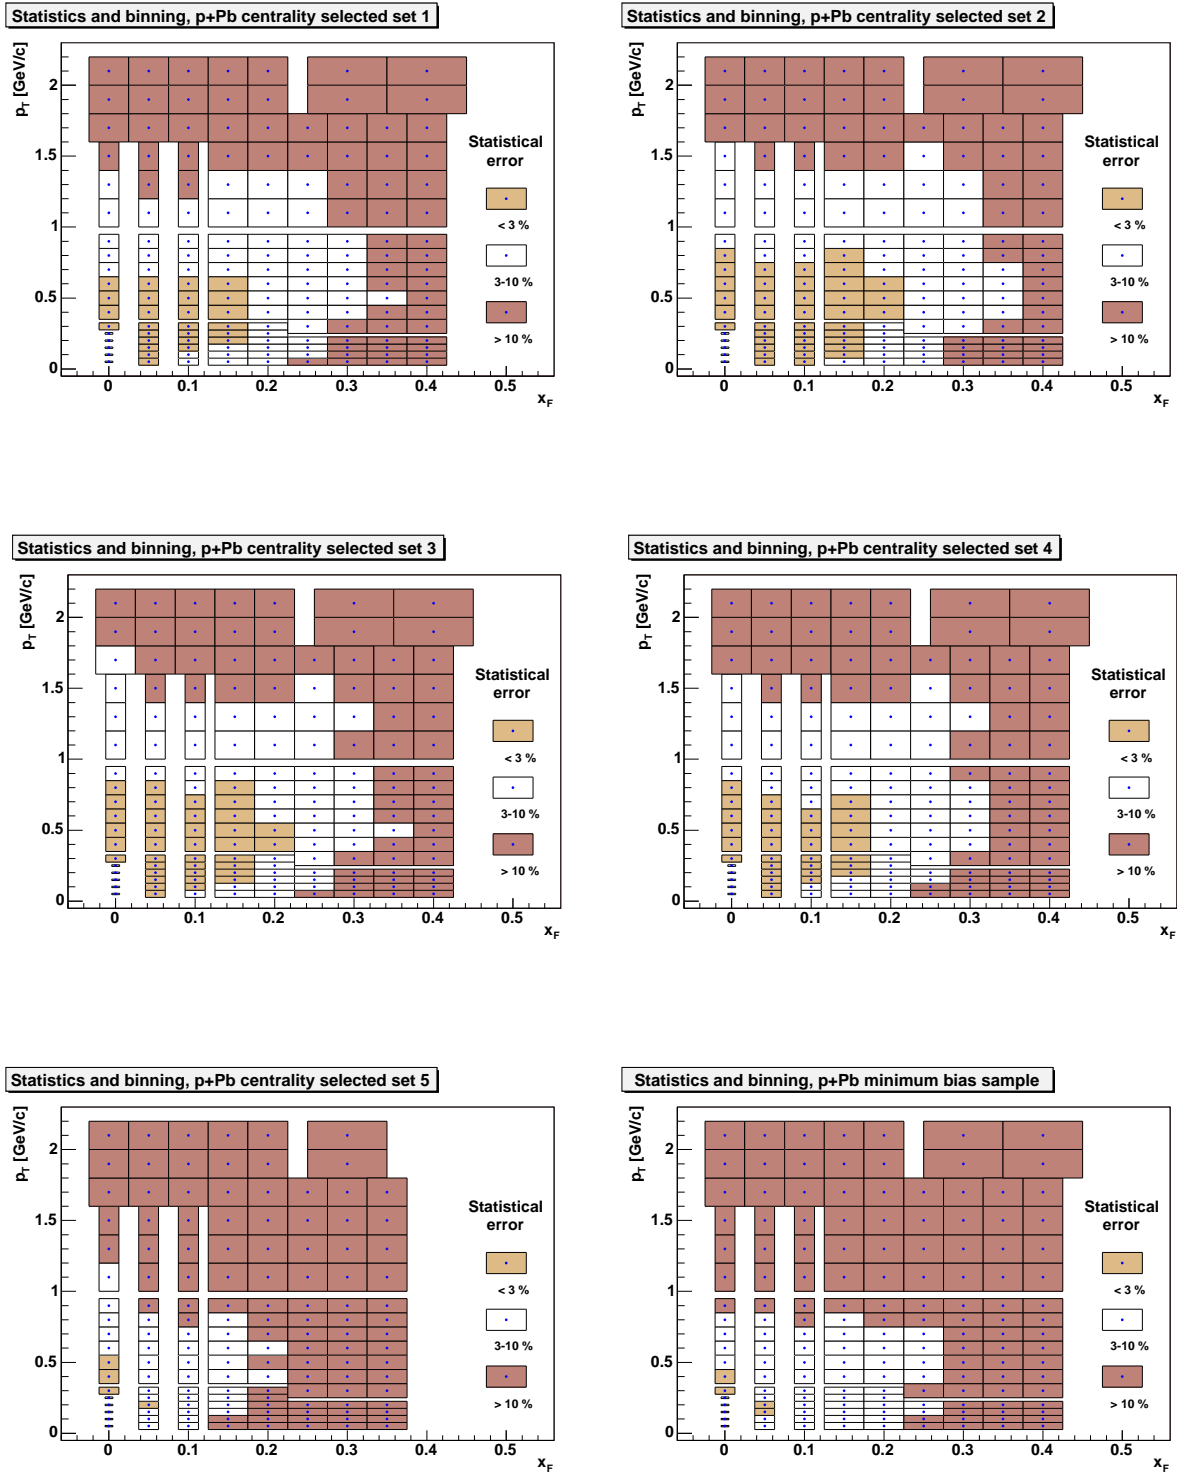 Statistics and binning, p+Pb centrality selected set 1
p_T [GeV/c]
2
1.5
1
0.5
0
0 0.1 0.2 0.3 0.4 0.5
x_F
Statistical
error
< 3 %
3-10 %
> 10 %
Statistics and binning, p+Pb centrality selected set 2
p_T [GeV/c]
2
1.5
1
0.5
0
0 0.1 0.2 0.3 0.4 0.5
x_F
Statistical
error
< 3 %
3-10 %
> 10 %
Statistics and binning, p+Pb centrality selected set 3
p_T [GeV/c]
2
1.5
1
0.5
0
0 0.1 0.2 0.3 0.4 0.5
x_F
Statistical
error
< 3 %
3-10 %
> 10 %
Statistics and binning, p+Pb centrality selected set 4
p_T [GeV/c]
2
1.5
1
0.5
0
0 0.1 0.2 0.3 0.4 0.5
x_F
Statistical
error
< 3 %
3-10 %
> 10 %
Statistics and binning, p+Pb centrality selected set 5
p_T [GeV/c]
2
1.5
1
0.5
0
0 0.1 0.2 0.3 0.4 0.5
x_F
Statistical
error
< 3 %
3-10 %
> 10 %
Statistics and binning, p+Pb minimum bias sample
p_T [GeV/c]
2
1.5
1
0.5
0
0 0.1 0.2 0.3 0.4 0.5
x_F
Statistical
error
< 3 %
3-10 %
> 10 %